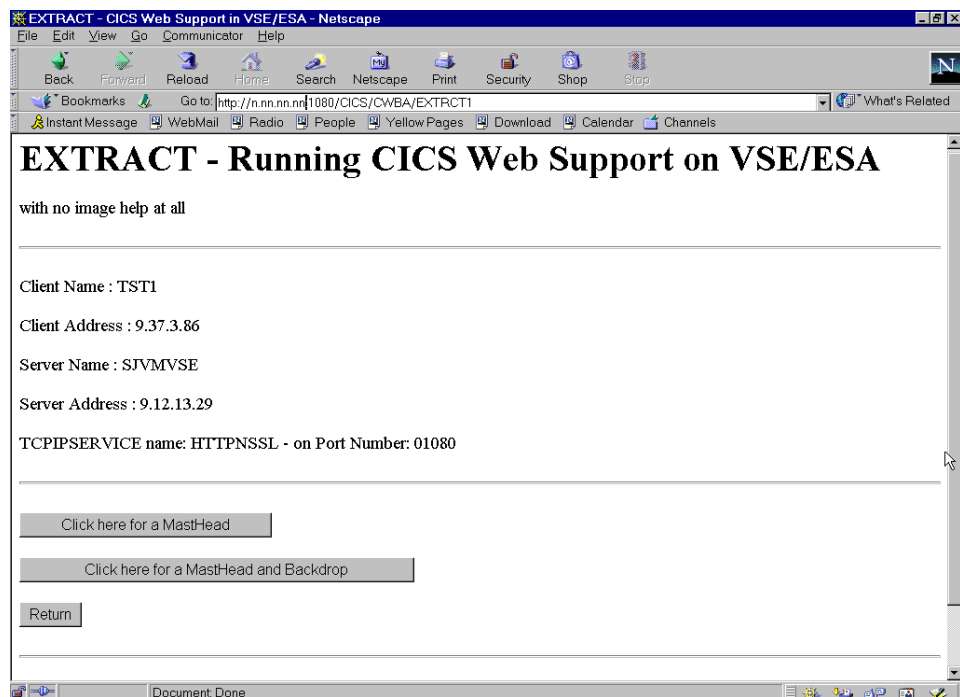 EXTRACT - CICS Web Support in VSE/ESA - Netscape
File Edit View Go Communicator Help
Back Forward Reload Home Search Netscape Print Security Shop Stop
Bookmarks Go to: http://n.nn.nn.nn:1080/CICS/CWBA/EXTRCT1 What's Related
Instant Message WebMail Radio People Yellow Pages Download Calendar Channels
EXTRACT - Running CICS Web Support on VSE/ESA
with no image help at all
Client Name : TST1
Client Address : 9.37.3.86
Server Name : SJVMVSE
Server Address : 9.12.13.29
TCPIPSERVICE name: HTTPNSSL - on Port Number: 01080
Click here for a MastHead
Click here for a MastHead and Backdrop
Return
Document Done